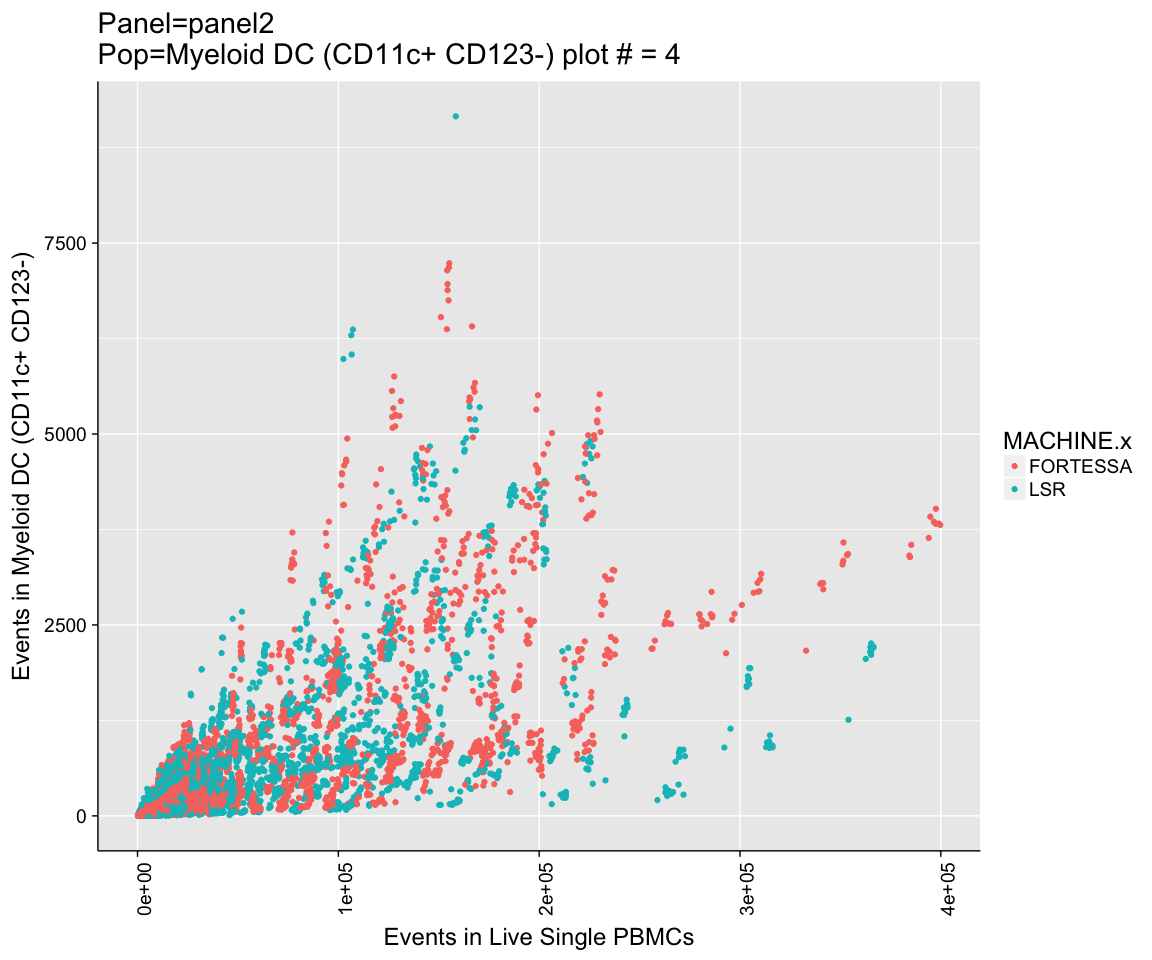 Panel=panel2
Pop=Myeloid DC (CD11c+ CD123-) plot # = 4
Events in Myeloid DC (CD11c+ CD123-)
7500
5000
2500
0
0e+00
1e+05
2e+05
3e+05
4e+05
Events in Live Single PBMCs
MACHINE.x
FORTESSA
LSR